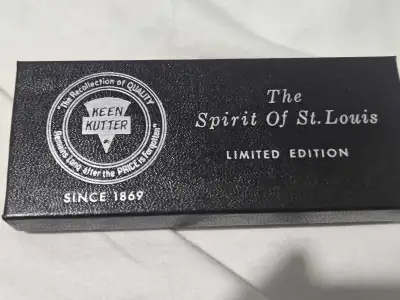 "The Recollection of QUALITY
KEEN
KUTTER
Remains Long after the PRICE is Forgotten"
SINCE 1869
The
Spirit Of St. Louis
LIMITED EDITION